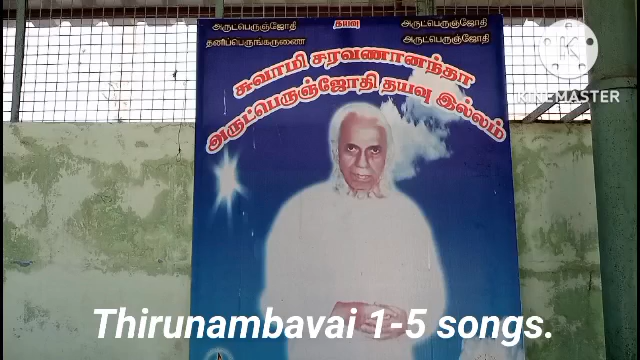 அருட்பெருஞ்ஜோதி
தயவு
அருட்பெருஞ்ஜோதி
தனிப்பெருங்கருணை
அருட்பெருஞ்ஜோதி
சுவாமி சரவணானந்தா
அருட்பெருஞ்ஜோதி தயவு இல்லம்
KINEMASTER
Thirunambavai 1-5 songs.